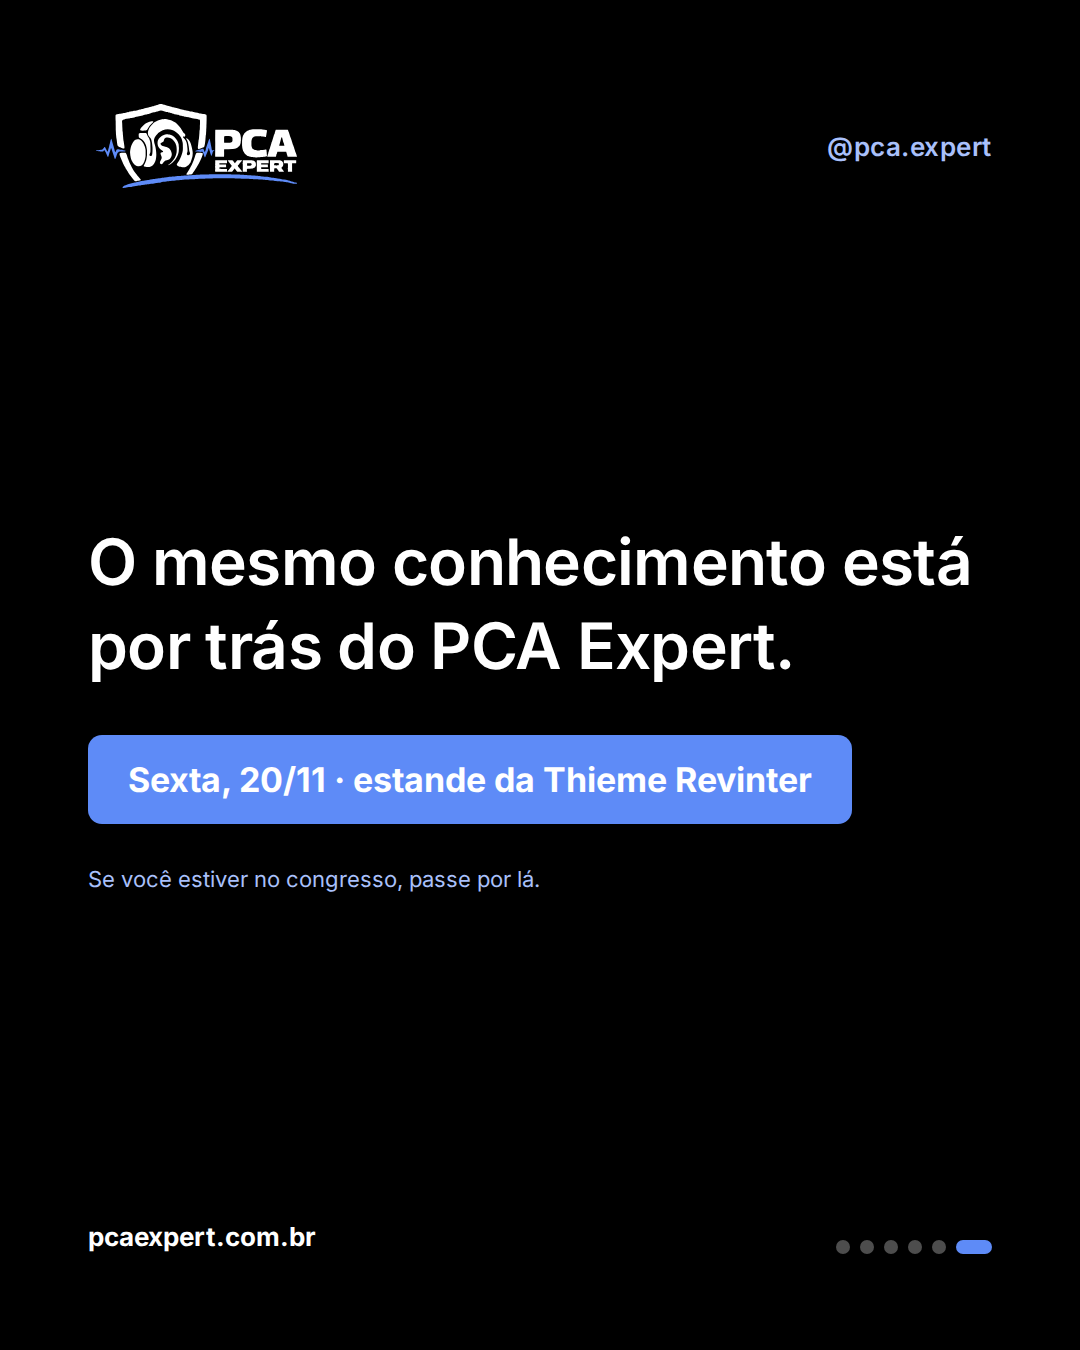 PCA
EXPERT
@pca.expert
O mesmo conhecimento está
por trás do PCA Expert.
Sexta, 20/11 · estande da Thieme Revinter
Se você estiver no congresso, passe por lá.
pcaexpert.com.br